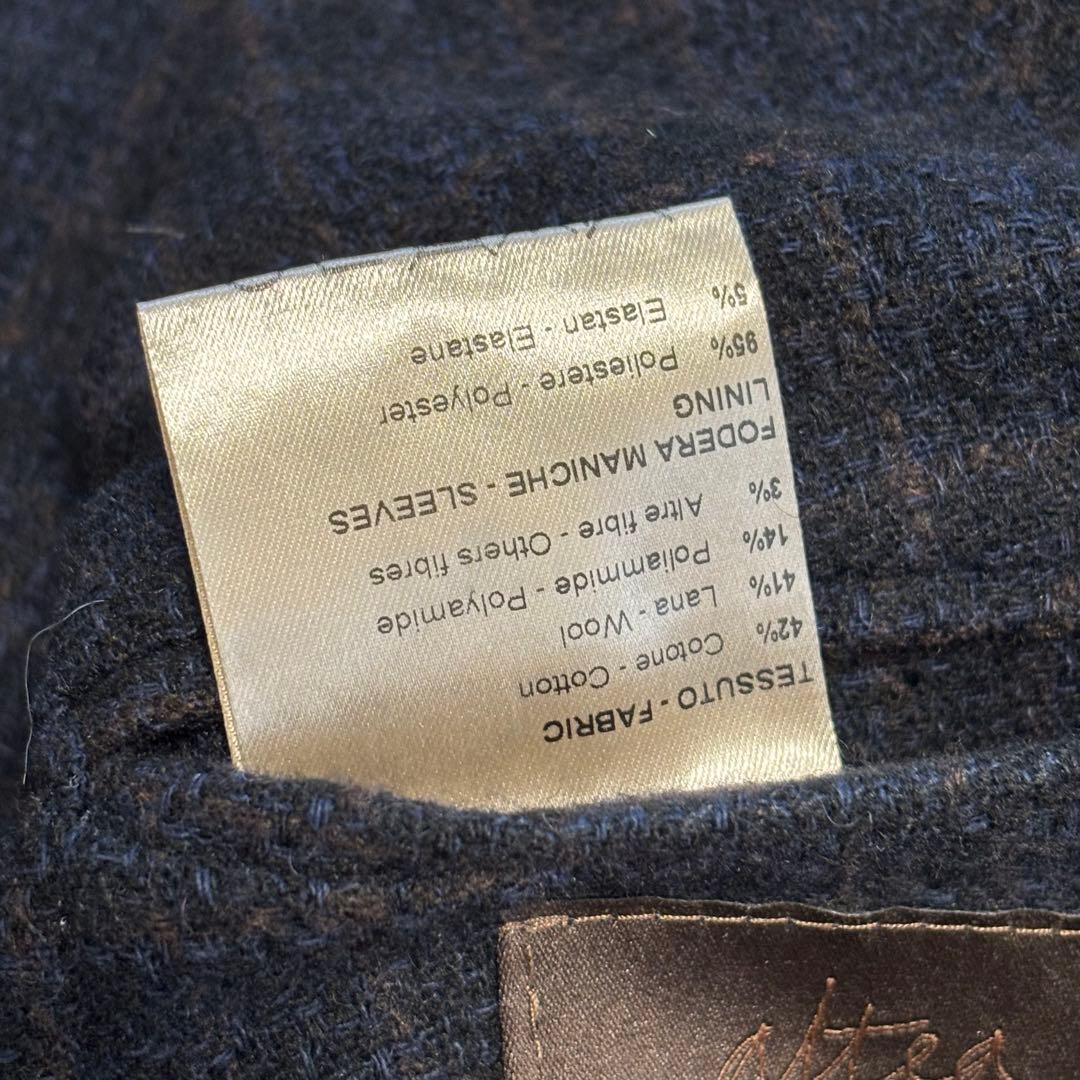 TESSUTO - FABRIC
42% Cotone - Cotton
41% Lana - Wool
14% Poliammide - Polyamide
3% Altre fibre - Others fibres
FODERA MANICHE - SLEEVES
LINING
95% Poliestere - Polyester
5% Elastan - Elastane
altea